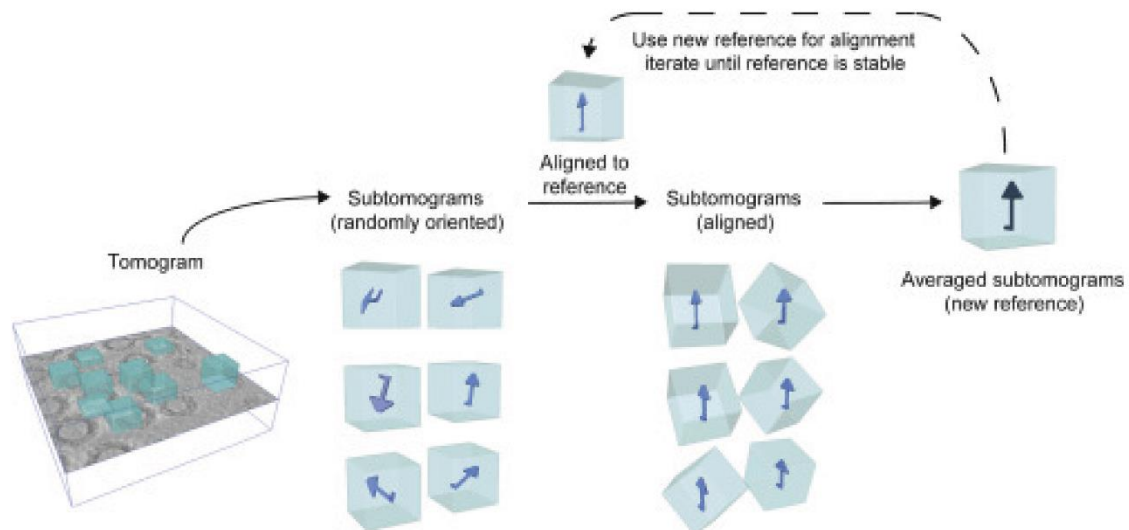 Use new reference for alignment
iterate until reference is stable
Aligned to
reference
Subtomograms
(randomly oriented)
Subtomograms
(aligned)
Tomogram
Averaged subtomograms
(new reference)